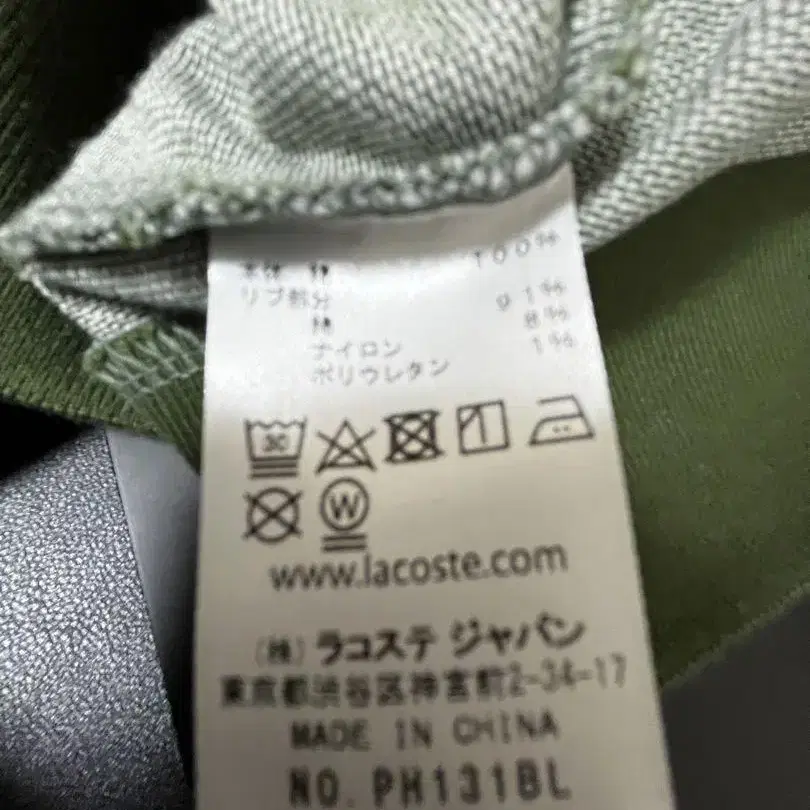 本体 綿 100%
リブ部分
綿 91%
ナイロン 8%
ポリウレタン 1%
30
W
www.lacoste.com
(株) ラコステ ジャパン
東京都渋谷区神宮前2-34-17
MADE IN CHINA
NO. PH131BL